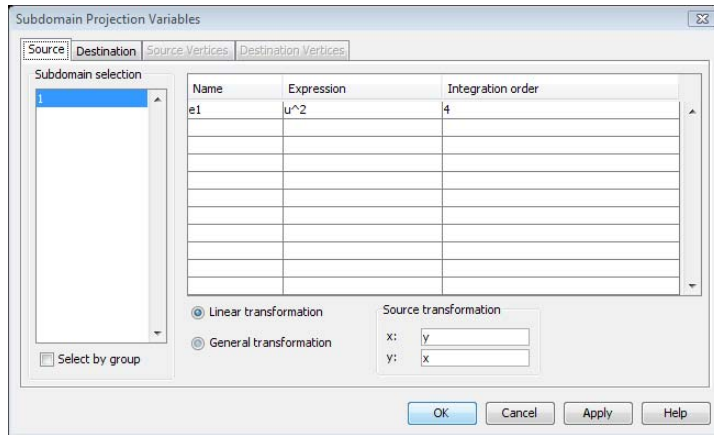 Subdomain Projection Variables
Source Destination Source Vertices Destination Vertices
Subdomain selection
1
Name Expression Integration order
e1 u^2 4
Linear transformation
General transformation
Source transformation
x: y
y: x
Select by group
OK Cancel Apply Help